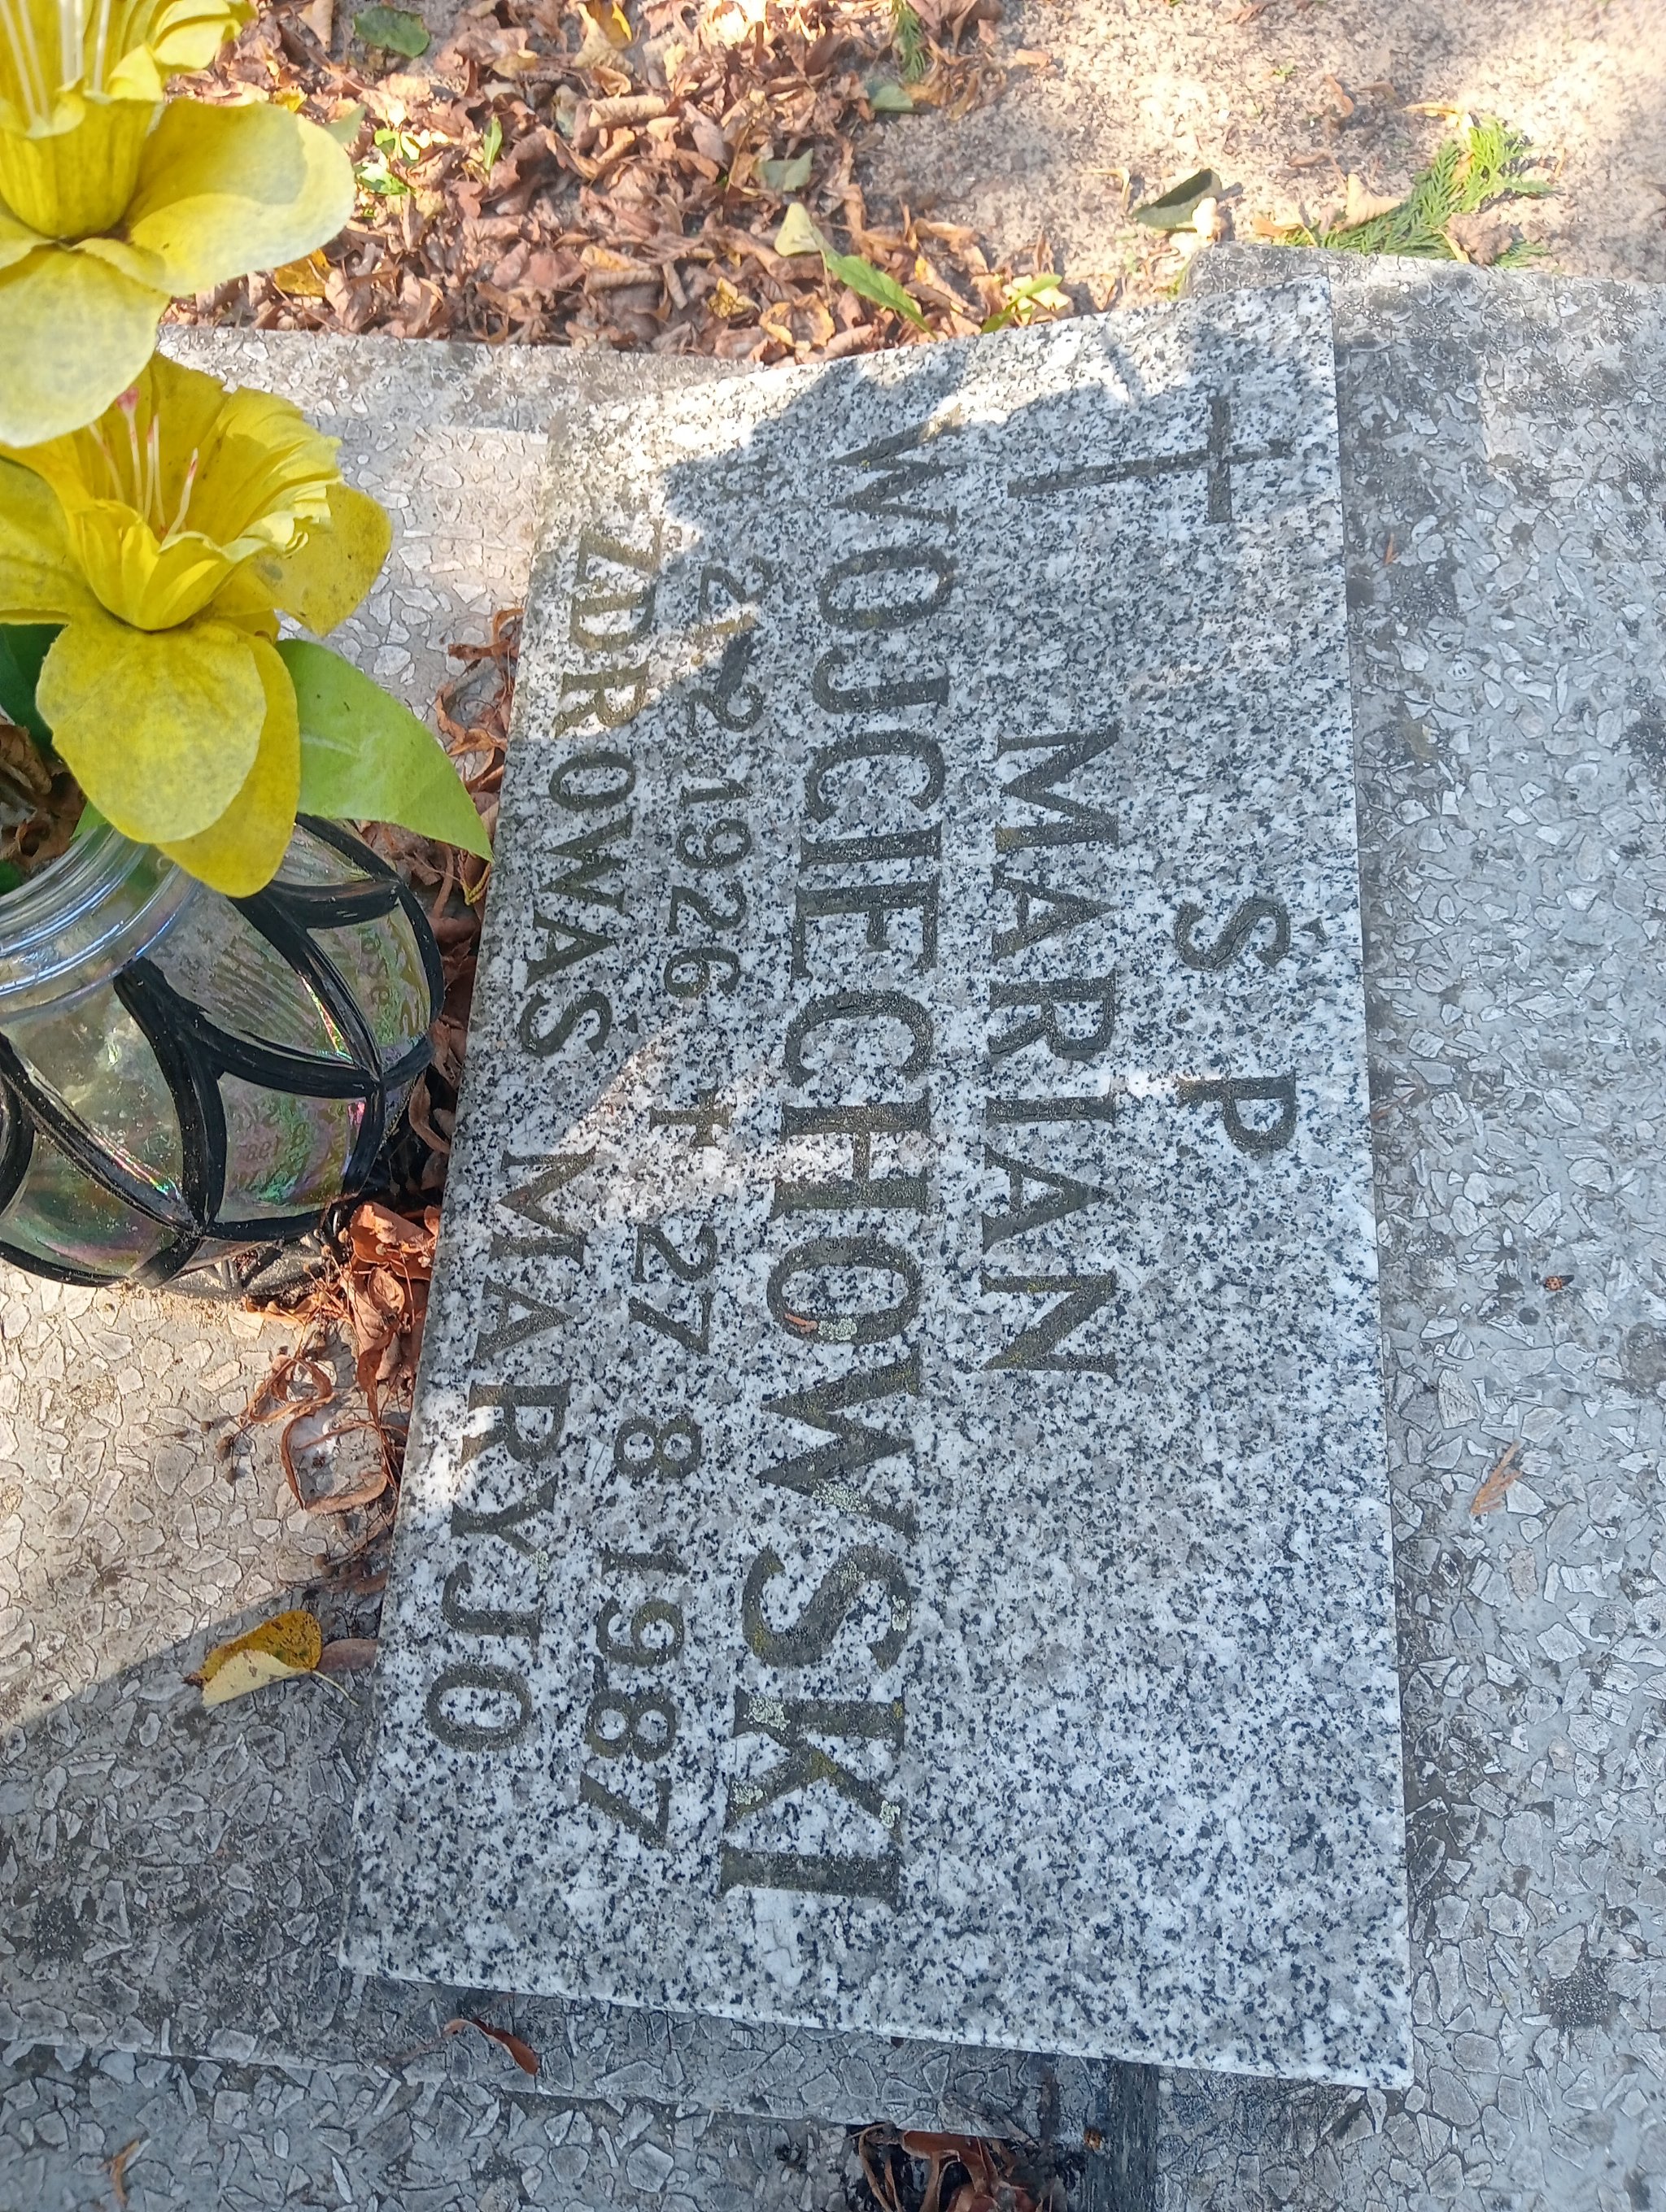 Ś P
MARIAN
WOJCIECHOWSKI
2 1926 + 27 8 1987
ZDROWAŚ MARYJO